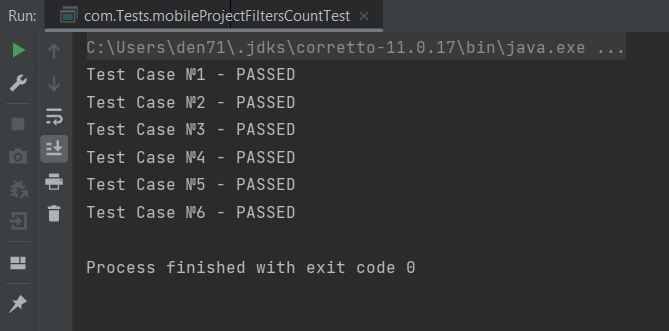 Run: com.Tests.mobileProjectFiltersCountTest ×
C:\Users\den71\.jdks\corretto-11.0.17\bin\java.exe ...
Test Case №1 - PASSED
Test Case №2 - PASSED
Test Case №3 - PASSED
Test Case №4 - PASSED
Test Case №5 - PASSED
Test Case №6 - PASSED
Process finished with exit code 0